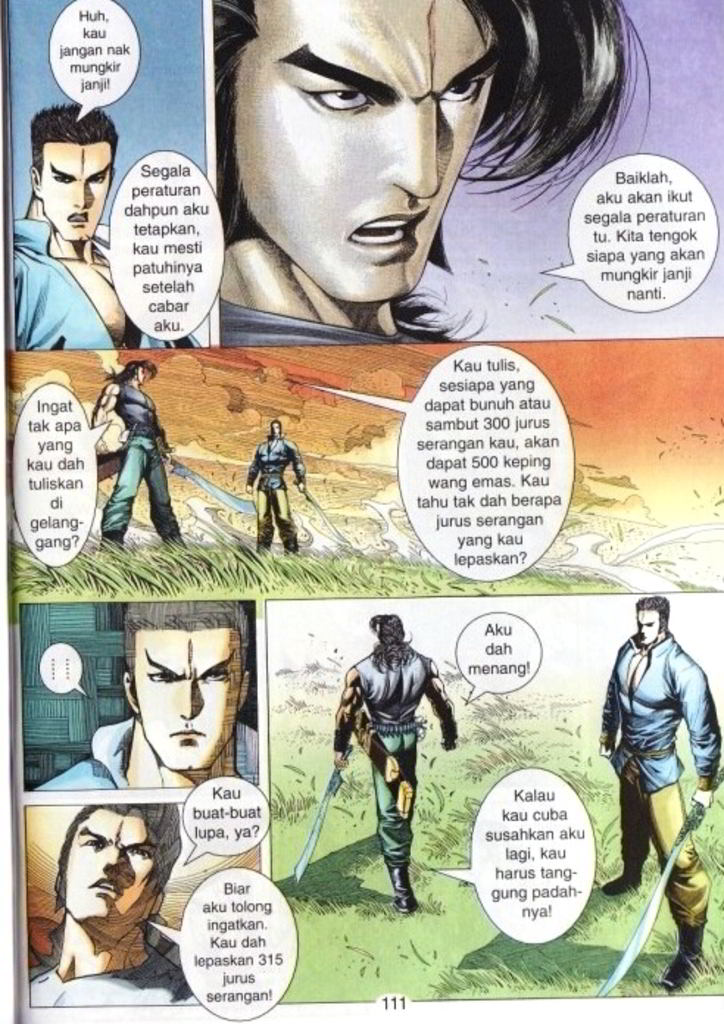 Huh,
kau
jangan nak
mungkir
janji!
Segala
peraturan
dahpun aku
tetapkan,
kau mesti
patuhinya
setelah
cabar
aku.
Baiklah,
aku akan ikut
segala peraturan
tu. Kita tengok
siapa yang akan
mungkir janji
nanti.
Ingat
tak apa
yang
kau dah
tuliskan
di
gelang-
gang?
Kau tulis,
sesiapa yang
dapat bunuh atau
sambut 300 jurus
serangan kau, akan
dapat 500 keping
wang emas. Kau
tahu tak dah berapa
jurus serangan
yang kau
lepaskan?
......
Kau
buat-buat
lupa, ya?
Biar
aku tolong
ingatkan.
Kau dah
lepaskan 315
jurus
serangan!
Aku
dah
menang!
Kalau
kau cuba
susahkan aku
lagi, kau
harus tang-
gung padah-
nya!
111